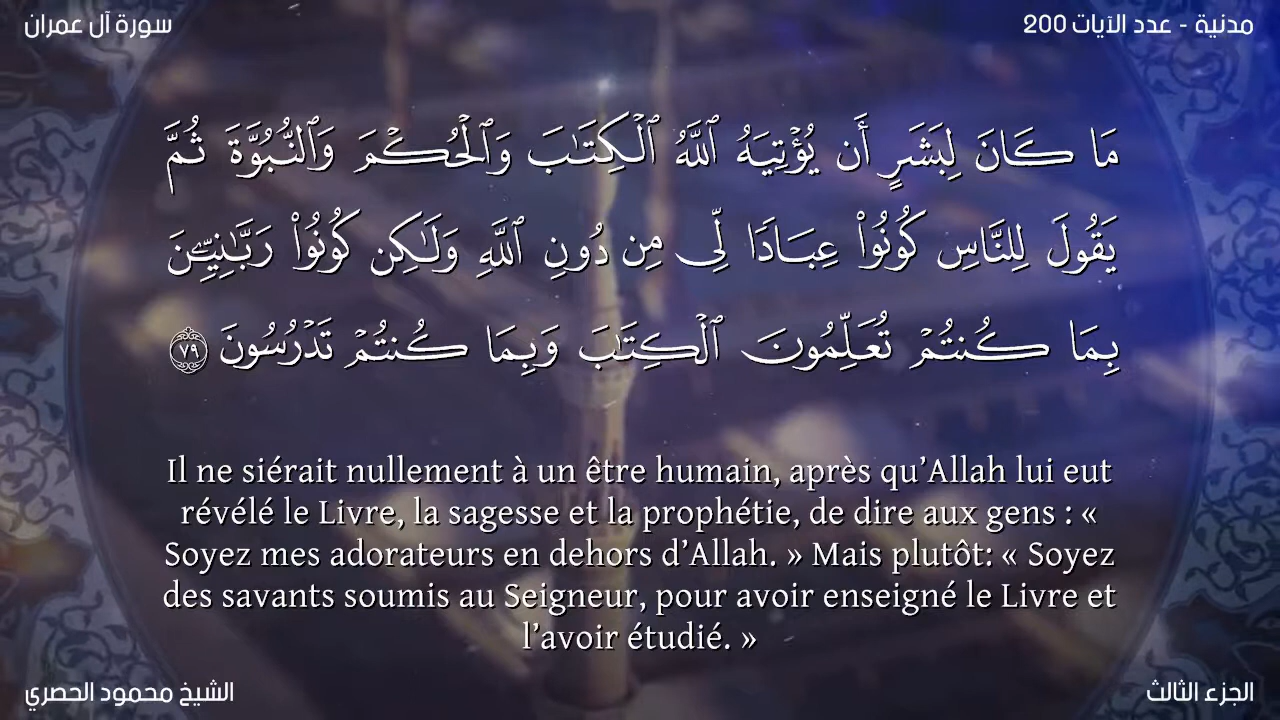 مدنية - عدد الآيات 200
سورة آل عمران
مَا كَانَ لِبَشَرٍ أَن يُؤْتِيَهُ ٱللَّهُ ٱلْكِتَٰبَ وَٱلْحُكْمَ وَٱلنُّبُوَّةَ ثُمَّ
يَقُولَ لِلنَّاسِ كُونُوا۟ عِبَادًا لِّى مِن دُونِ ٱللَّهِ وَلَٰكِن كُونُوا۟ رَبَّٰنِيِّۦنَ
بِمَا كُنتُمْ تُعَلِّمُونَ ٱلْكِتَٰبَ وَبِمَا كُنتُمْ تَدْرُسُونَ ٧٩
Il ne siérait nullement à un être humain, après qu’Allah lui eut
révélé le Livre, la sagesse et la prophétie, de dire aux gens : «
Soyez mes adorateurs en dehors d’Allah. » Mais plutôt: « Soyez
des savants soumis au Seigneur, pour avoir enseigné le Livre et
l’avoir étudié. »
الجزء الثالث
الشيخ محمود الحصري